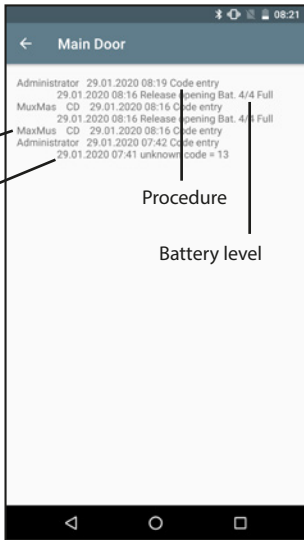 08:21
Main Door
Administrator 29.01.2020 08:19 Code entry
29.01.2020 08:16 Release opening Bat. 4/4 Full
MuxMas CD 29.01.2020 08:16 Code entry
29.01.2020 08:16 Release opening Bat. 4/4 Full
MaxMus CD 29.01.2020 08:16 Code entry
Administrator 29.01.2020 07:42 Code entry
29.01.2020 07:41 unknown code = 13
Procedure
Battery level